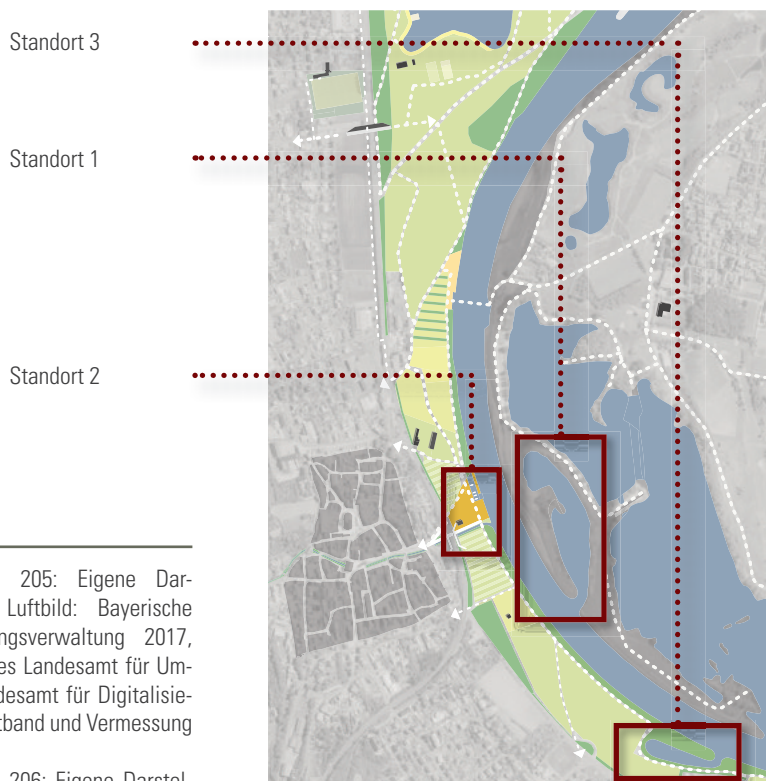 Standort 3
Standort 1
Standort 2
205: Eigene Dar-
Luftbild: Bayerische
ngsverwaltung 2017,
es Landesamt für Um-
desamt für Digitalisie-
tband und Vermessung
206: Eigene Darstel-